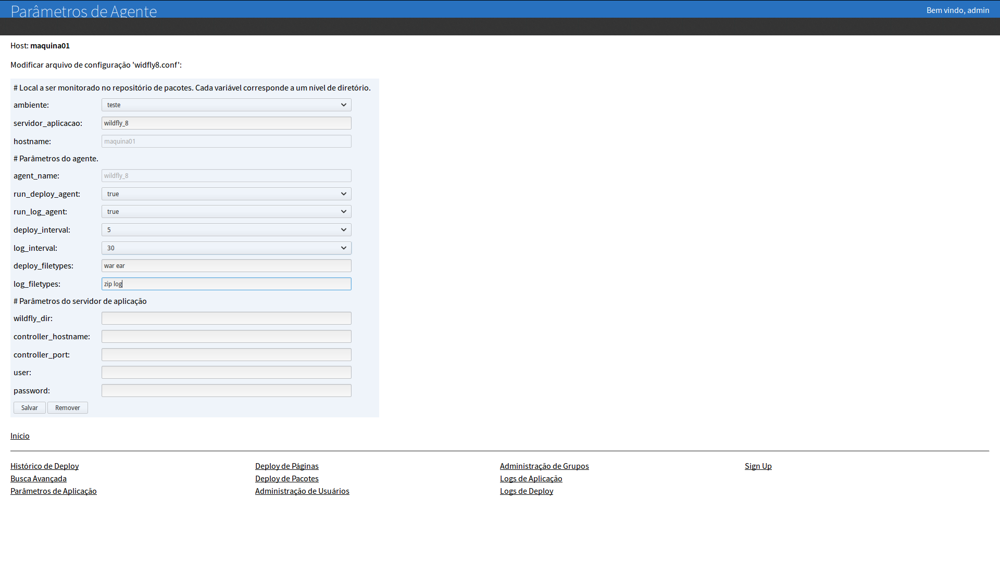 Parâmetros de Agente
Bem vindo, admin
Host: maquina01
Modificar arquivo de configuração 'widfly8.conf':
# Local a ser monitorado no repositório de pacotes. Cada variável corresponde a um nível de diretório.
ambiente: teste
servidor_aplicacao: wildfly_8
hostname: maquina01
# Parâmetros do agente.
agent_name: wildfly_8
run_deploy_agent: true
run_log_agent: true
deploy_interval: 5
log_interval: 30
deploy_filetypes: war ear
log_filetypes: zip log
# Parâmetros do servidor de aplicação
wildfly_dir:
controller_hostname:
controller_port:
user:
password:
Salvar Remover
Início
Histórico de Deploy
Busca Avançada
Parâmetros de Aplicação
Deploy de Páginas
Deploy de Pacotes
Administração de Usuários
Administração de Grupos
Logs de Aplicação
Logs de Deploy
Sign Up